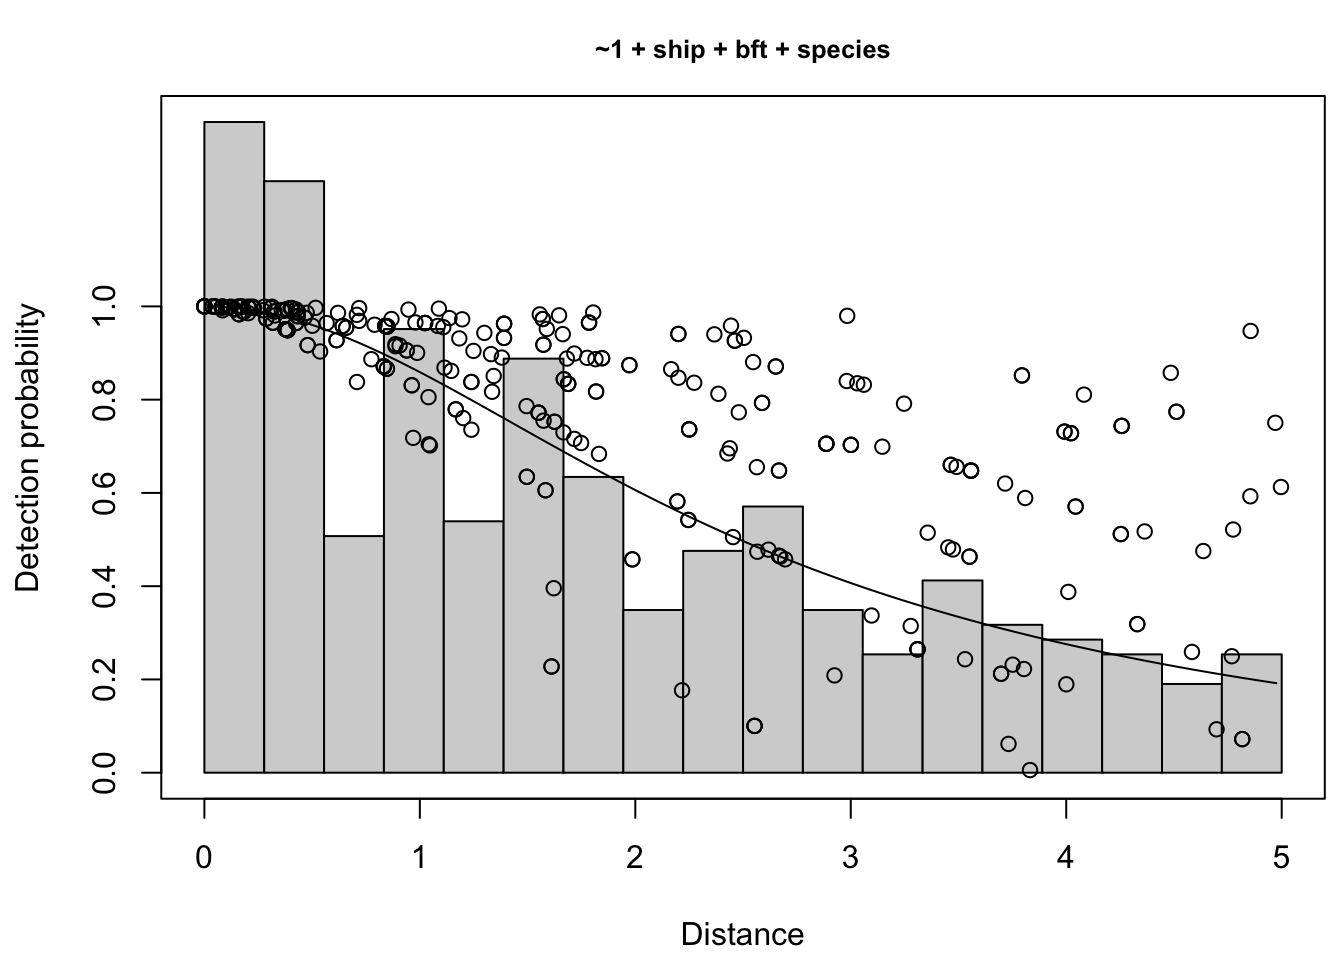 ~1 + ship + bft + species
Detection probability
1.0
0.8
0.6
0.4
0.2
0.0
0 1 2 3 4 5
Distance